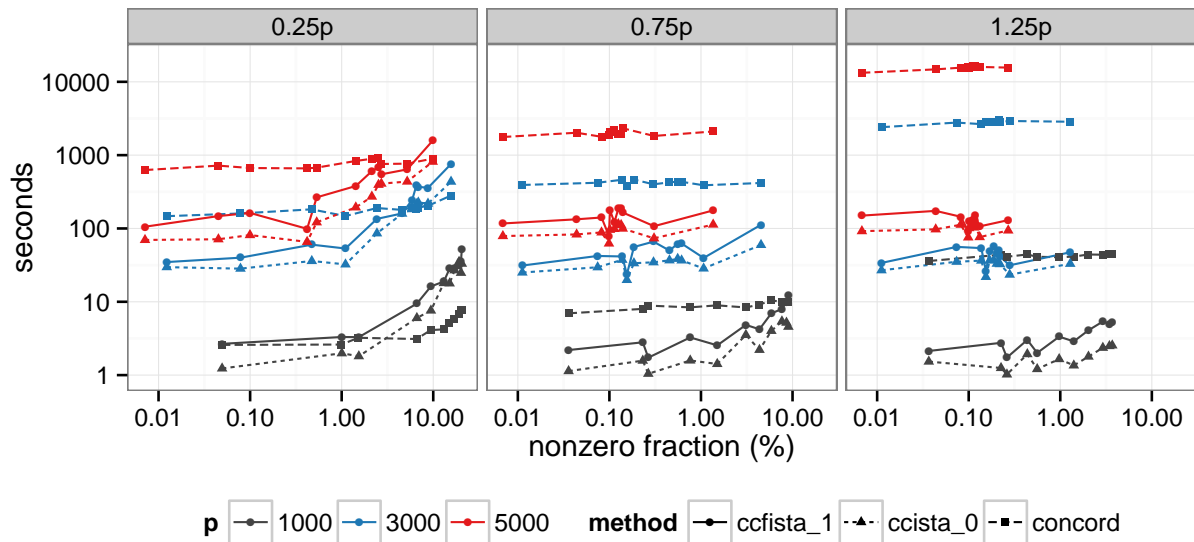 0.25p 0.75p 1.25p
10000
1000
100
10
1
seconds
0.01 0.10 1.00 10.00 0.01 0.10 1.00 10.00 0.01 0.10 1.00 10.00
nonzero fraction (%)
p 1000 3000 5000 method ccfista_1 ccista_0 concord